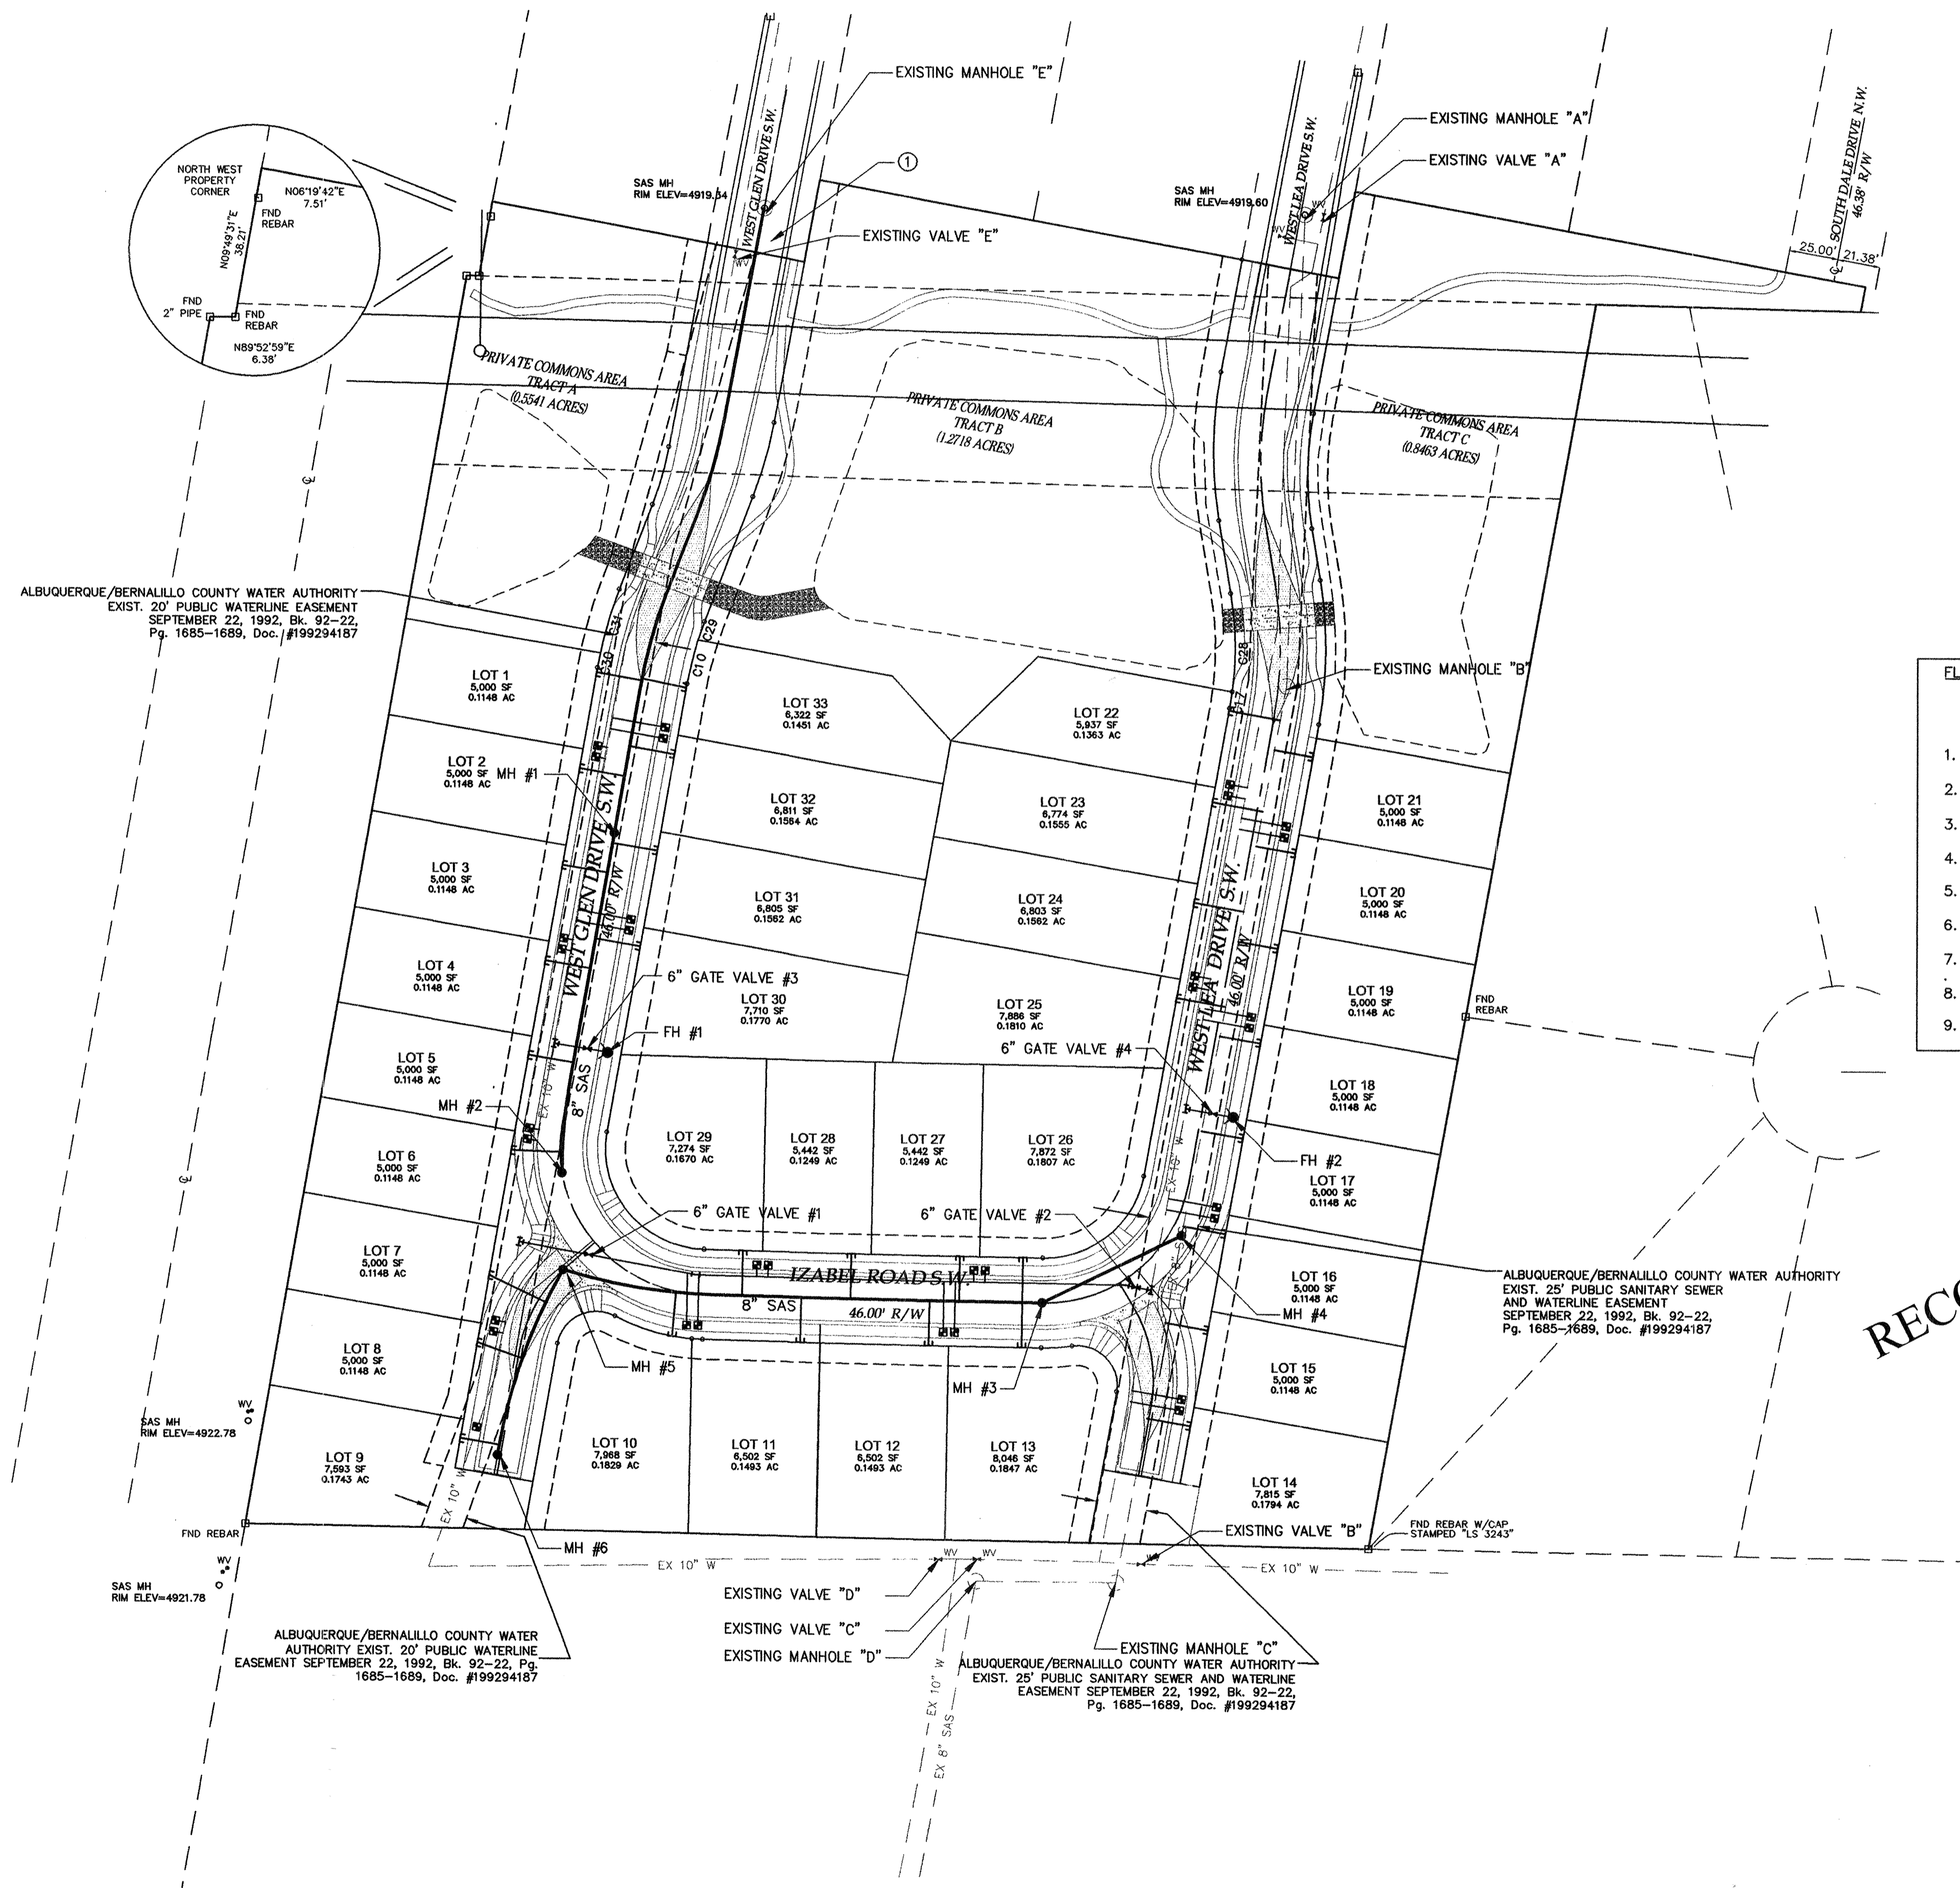 EXISTING MANHOLE "E"
EXISTING MANHOLE "A"
EXISTING VALVE "A"
1
SAS MH
RIM ELEV=4919.34
SAS MH
RIM ELEV=4919.60
WEST GLEN DRIVE S.W.
WEST LEA DRIVE S.W.
SOUTH DALE DRIVE N.W.
46.38' R/W
25.00'
21.38'
EXISTING VALVE "E"
WV
WV
WV
NORTH WEST
PROPERTY
CORNER
N06°19'42"E
7.51'
FND
REBAR
N09°49'31"E
38.21'
FND
2" PIPE
FND
REBAR
N89°52'59"E
6.38'
PRIVATE COMMONS AREA
TRACT A
(0.5541 ACRES)
PRIVATE COMMONS AREA
TRACT B
(1.2718 ACRES)
PRIVATE COMMONS AREA
TRACT C
(0.8463 ACRES)
ALBUQUERQUE/BERNALILLO COUNTY WATER AUTHORITY
EXIST. 20' PUBLIC WATERLINE EASEMENT
SEPTEMBER 22, 1992, Bk. 92-22,
Pg. 1685-1689, Doc. #199294187
C31
C30
C29
C10
C28
C17
EXISTING MANHOLE "B"
LOT 1
5,000 SF
0.1148 AC
LOT 33
6,322 SF
0.1451 AC
LOT 22
5,937 SF
0.1363 AC
LOT 2
5,000 SF
0.1148 AC
MH #1
LOT 32
6,811 SF
0.1564 AC
LOT 23
6,774 SF
0.1555 AC
LOT 21
5,000 SF
0.1148 AC
LOT 3
5,000 SF
0.1148 AC
LOT 31
6,805 SF
0.1562 AC
LOT 24
6,803 SF
0.1562 AC
LOT 20
5,000 SF
0.1148 AC
WEST GLEN DRIVE S.W.
46.00' R/W
WEST LEA DRIVE S.W.
46.00' R/W
LOT 4
5,000 SF
0.1148 AC
6" GATE VALVE #3
LOT 30
7,710 SF
0.1770 AC
LOT 25
7,886 SF
0.1810 AC
LOT 19
5,000 SF
0.1148 AC
FND
REBAR
FH #1
6" GATE VALVE #4
LOT 5
5,000 SF
0.1148 AC
MH #2
EX 10" W
8" SAS
LOT 18
5,000 SF
0.1148 AC
LOT 29
7,274 SF
0.1670 AC
LOT 28
5,442 SF
0.1249 AC
LOT 27
5,442 SF
0.1249 AC
LOT 26
7,872 SF
0.1807 AC
EX 10" W
FH #2
LOT 6
5,000 SF
0.1148 AC
LOT 17
5,000 SF
0.1148 AC
6" GATE VALVE #1
6" GATE VALVE #2
LOT 7
5,000 SF
0.1148 AC
IZABEL ROAD S.W.
8" SAS
46.00' R/W
LOT 16
5,000 SF
0.1148 AC
MH #4
ALBUQUERQUE/BERNALILLO COUNTY WATER AUTHORITY
EXIST. 25' PUBLIC SANITARY SEWER
AND WATERLINE EASEMENT
SEPTEMBER 22, 1992, Bk. 92-22,
Pg. 1685-1689, Doc. #199294187
LOT 8
5,000 SF
0.1148 AC
MH #5
MH #3
LOT 15
5,000 SF
0.1148 AC
WV
SAS MH
RIM ELEV=4922.78
LOT 9
7,593 SF
0.1743 AC
LOT 10
7,968 SF
0.1829 AC
LOT 11
6,502 SF
0.1493 AC
LOT 12
6,502 SF
0.1493 AC
LOT 13
8,046 SF
0.1847 AC
LOT 14
7,815 SF
0.1794 AC
EX 10" W
FND REBAR
EXISTING VALVE "B"
FND REBAR W/CAP
STAMPED "LS 3243"
MH #6
EX 10" W
WV
WV
EX 10" W
WV
SAS MH
RIM ELEV=4921.78
EXISTING VALVE "D"
EXISTING VALVE "C"
EXISTING MANHOLE "D"
EXISTING MANHOLE "C"
ALBUQUERQUE/BERNALILLO COUNTY WATER
AUTHORITY EXIST. 20' PUBLIC WATERLINE
EASEMENT SEPTEMBER 22, 1992, Bk. 92-22, Pg.
1685-1689, Doc. #199294187
ALBUQUERQUE/BERNALILLO COUNTY WATER AUTHORITY
EXIST. 25' PUBLIC SANITARY SEWER AND WATERLINE
EASEMENT SEPTEMBER 22, 1992, Bk. 92-22,
Pg. 1685-1689, Doc. #199294187
EX 10" W
EX 8" SAS
1.
2.
3.
4.
5.
6.
7.
8.
9.